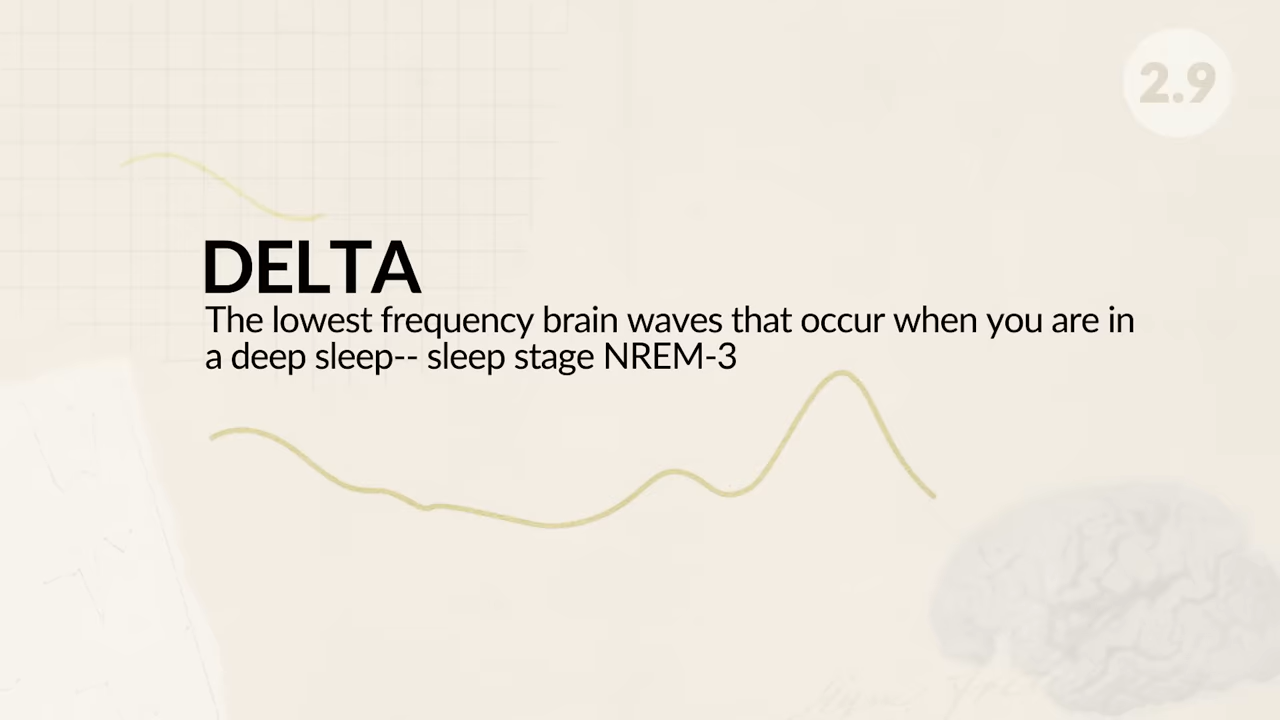 2.9
DELTA
The lowest frequency brain waves that occur when you are in
a deep sleep-- sleep stage NREM-3